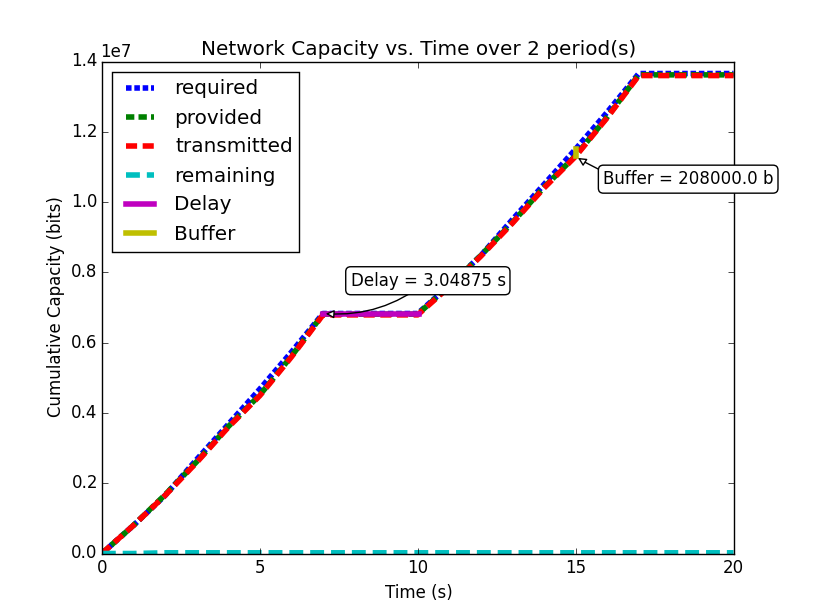 Network Capacity vs. Time over 2 period(s)
1e7
1.4
1.2
1.0
0.8
0.6
0.4
0.2
0.0
Cumulative Capacity (bits)
required
provided
transmitted
remaining
Delay
Buffer
Buffer = 208000.0 b
Delay = 3.04875 s
0
5
10
15
20
Time (s)